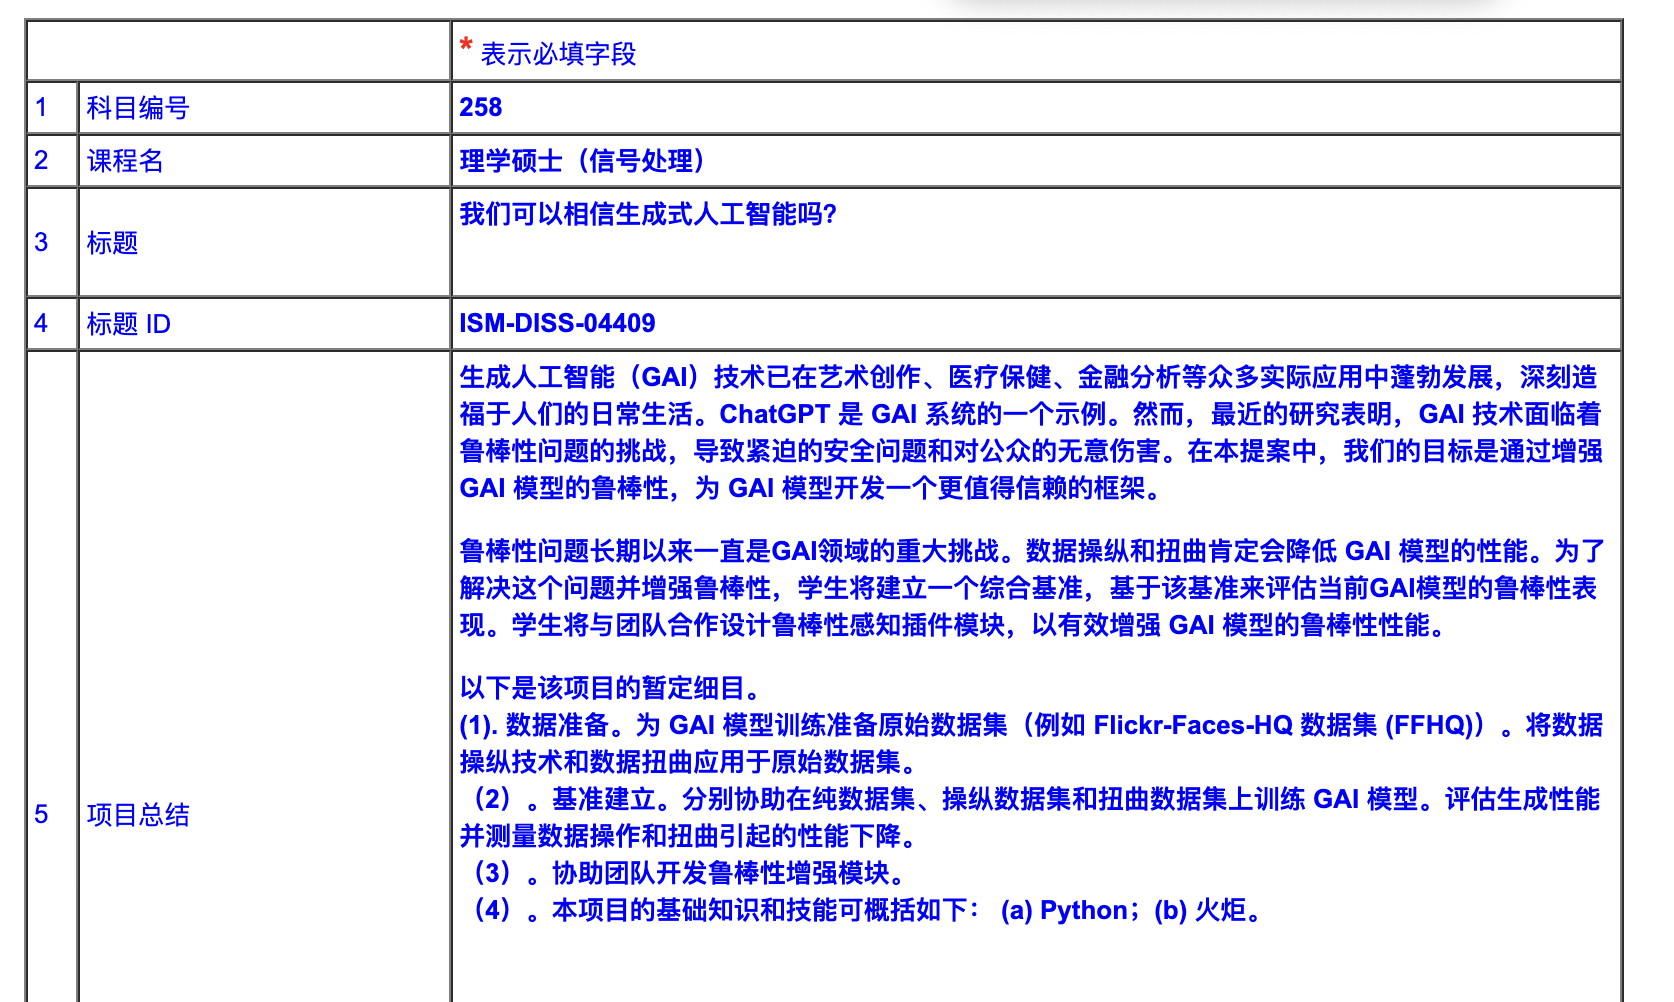 * 表示必填字段
1 科目编号 258
2 课程名 理学硕士（信号处理）
3 标题 我们可以相信生成式人工智能吗?
4 标题 ID ISM-DISS-04409
5 项目总结
生成人工智能（GAI）技术已在艺术创作、医疗保健、金融分析等众多实际应用中蓬勃发展，深刻造
福于人们的日常生活。ChatGPT 是 GAI 系统的一个示例。然而，最近的研究表明，GAI 技术面临着
鲁棒性问题的挑战，导致紧迫的安全问题和对公众的无意伤害。在本提案中，我们的目标是通过增强
GAI 模型的鲁棒性，为 GAI 模型开发一个更值得信赖的框架。
鲁棒性问题长期以来一直是GAI领域的重大挑战。数据操纵和扭曲肯定会降低 GAI 模型的性能。为了
解决这个问题并增强鲁棒性，学生将建立一个综合基准，基于该基准来评估当前GAI模型的鲁棒性表
现。学生将与团队合作设计鲁棒性感知插件模块，以有效增强 GAI 模型的鲁棒性性能。
以下是该项目的暂定细目。
(1). 数据准备。为 GAI 模型训练准备原始数据集（例如 Flickr-Faces-HQ 数据集 (FFHQ)）。将数据
操纵技术和数据扭曲应用于原始数据集。
（2）。基准建立。分别协助在纯数据集、操纵数据集和扭曲数据集上训练 GAI 模型。评估生成性能
并测量数据操作和扭曲引起的性能下降。
（3）。协助团队开发鲁棒性增强模块。
（4）。本项目的基础知识和技能可概括如下： (a) Python；(b) 火炬。